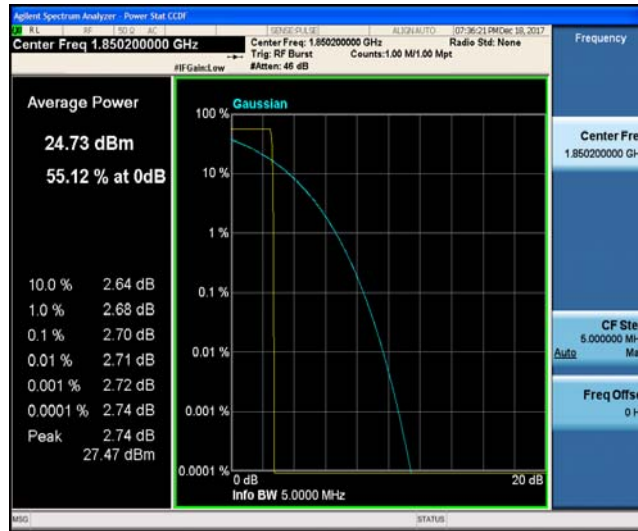 Agilent Spectrum Analyzer - Power Stat CCDF
RL RF 50 Ω AC SENSE:PULSE ALIGN AUTO 07:36:21 PM Dec 18, 2017
Center Freq 1.850200000 GHz
Center Freq: 1.850200000 GHz Radio Std: None
Trig: RF Burst Counts:1.00 M/1.00 Mpt
#IFGain:Low #Atten: 46 dB
Frequency
Average Power
24.73 dBm
55.12 % at 0dB
10.0 % 2.64 dB
1.0 % 2.68 dB
0.1 % 2.70 dB
0.01 % 2.71 dB
0.001 % 2.72 dB
0.0001 % 2.74 dB
Peak 2.74 dB
27.47 dBm
Gaussian
100 %
10 %
1 %
0.1 %
0.01 %
0.001 %
0.0001 %
0 dB 20 dB
Info BW 5.0000 MHz
Center Fre
1.850200000 GH
CF Ste
5.000000 MH
Auto Ma
Freq Offse
0 H
MSG STATUS